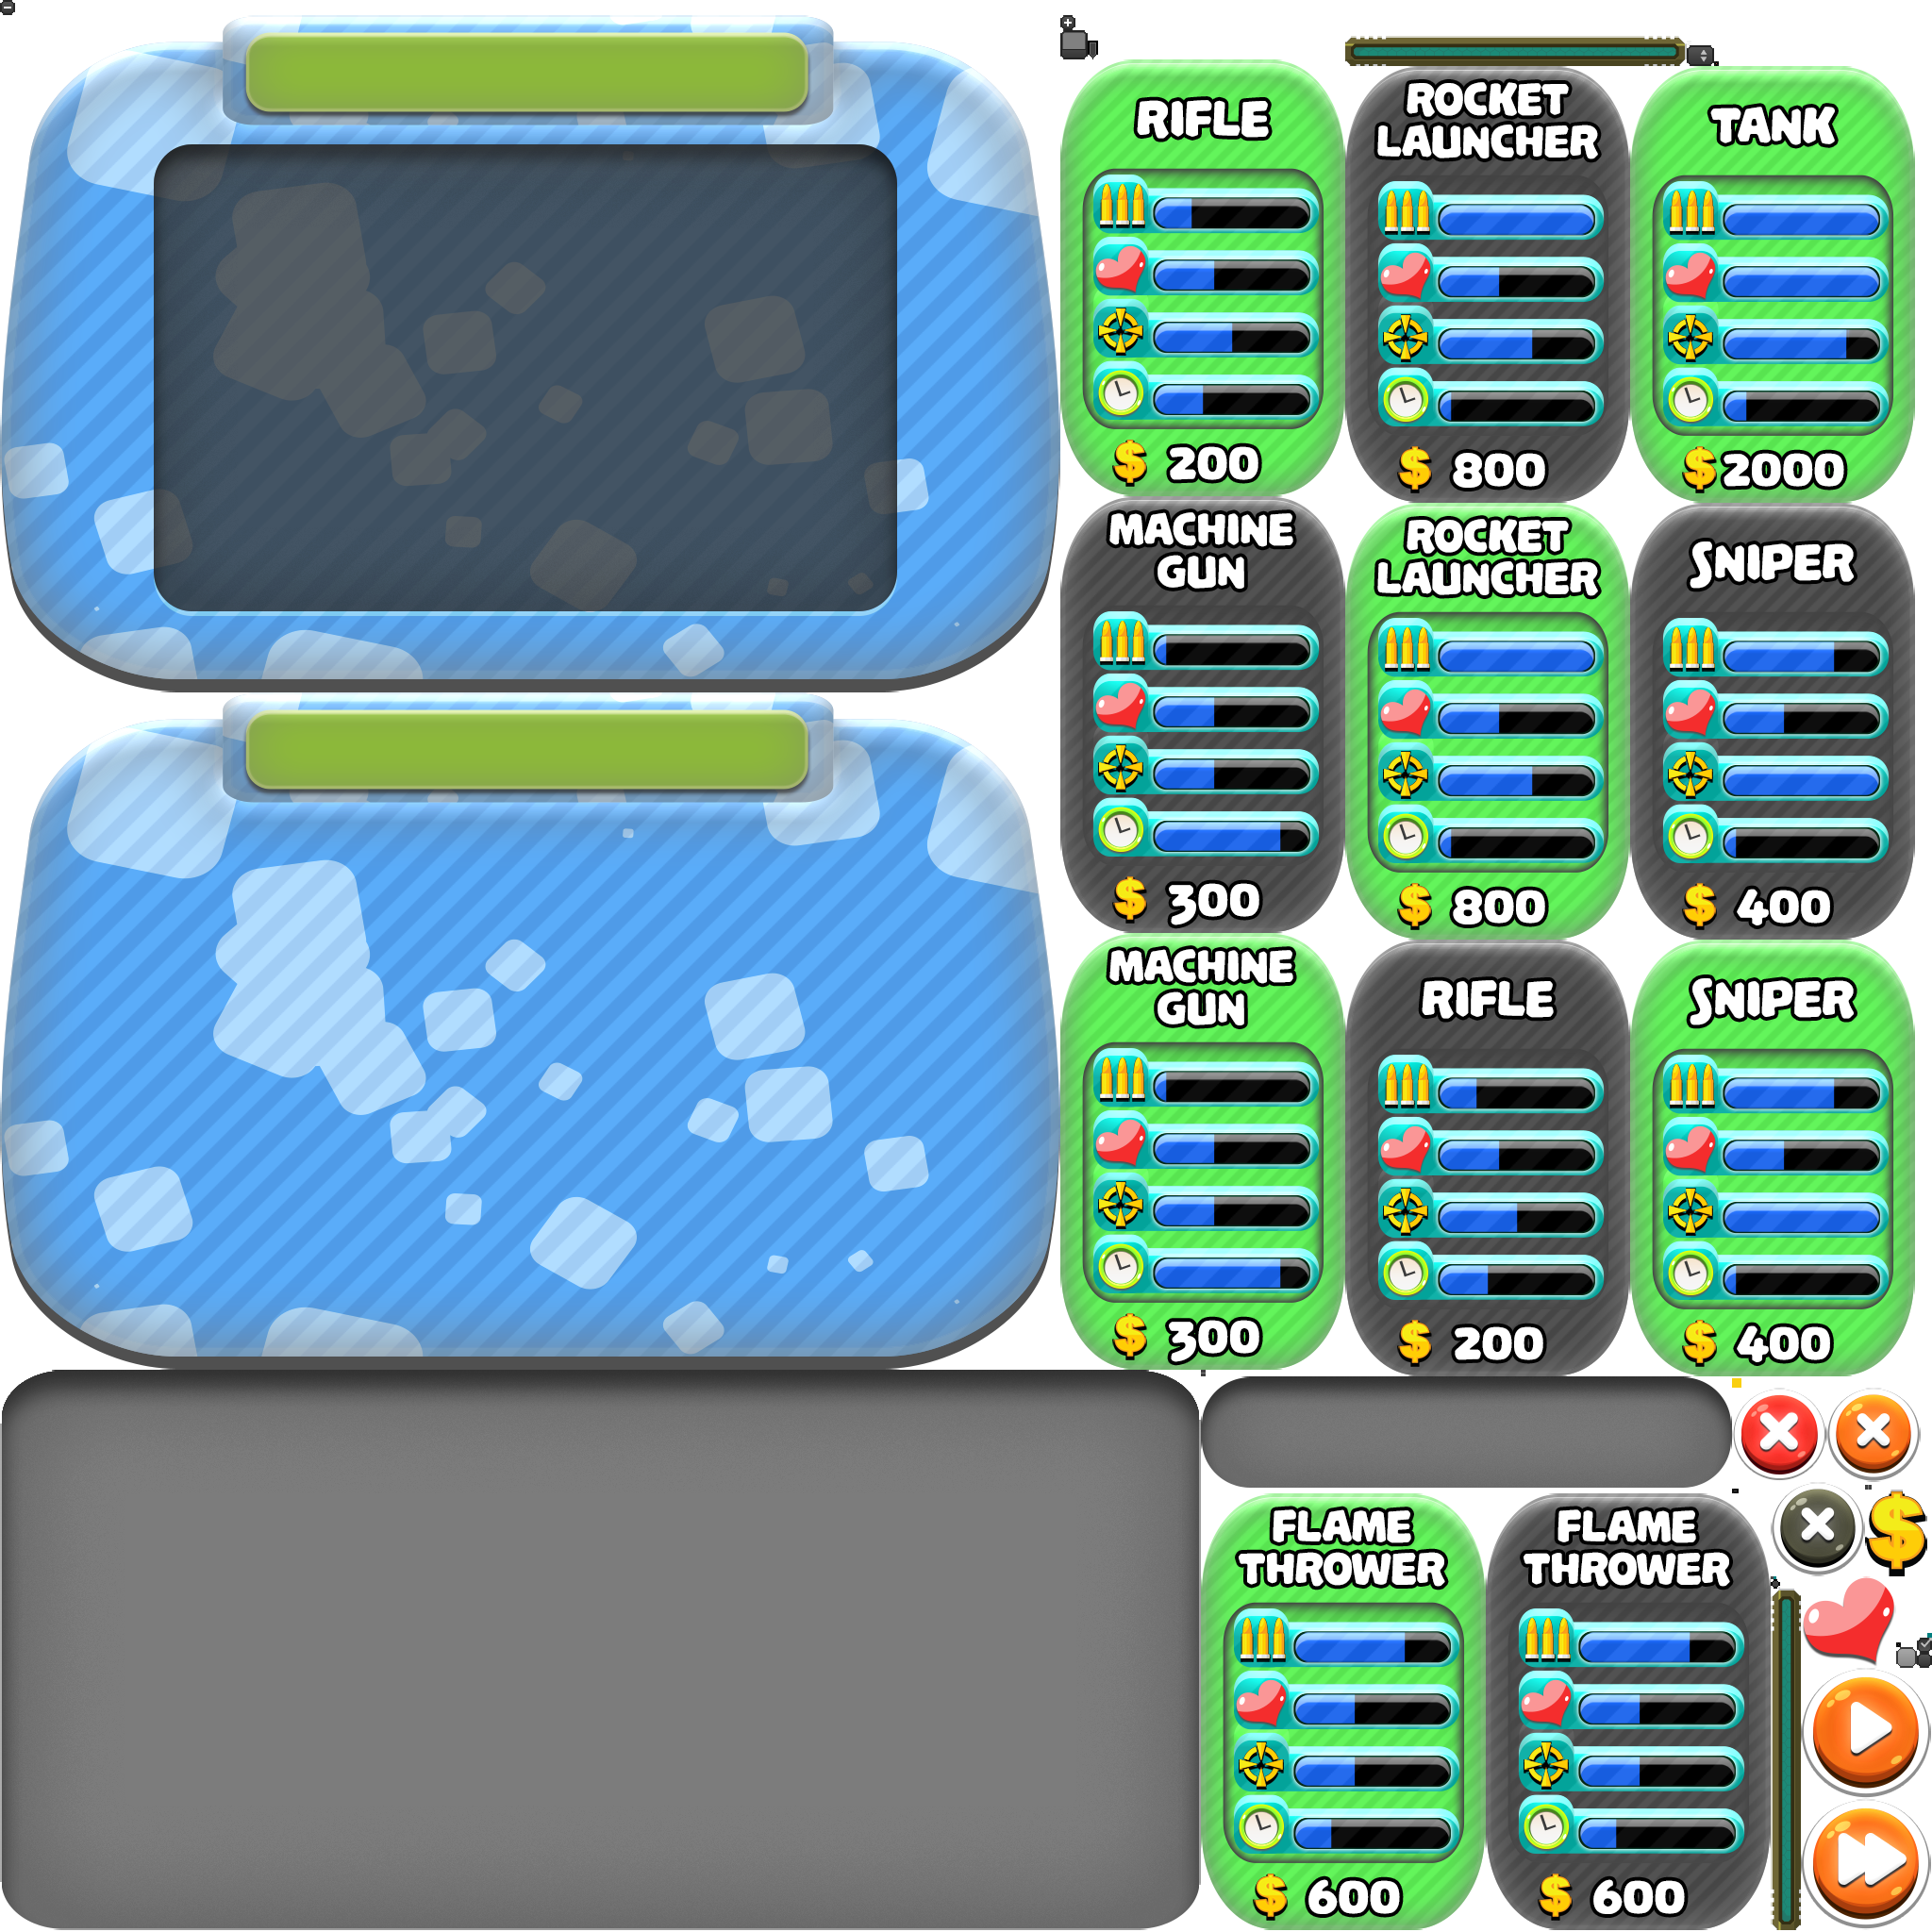 RIFLE
$ 200
ROCKET
LAUNCHER
$ 800
TANK
$2000
MACHINE
GUN
$ 300
ROCKET
LAUNCHER
$ 800
SNIPER
$ 400
MACHINE
GUN
$ 300
RIFLE
$ 200
SNIPER
$ 400
FLAME
THROWER
$ 600
FLAME
THROWER
$ 600
$